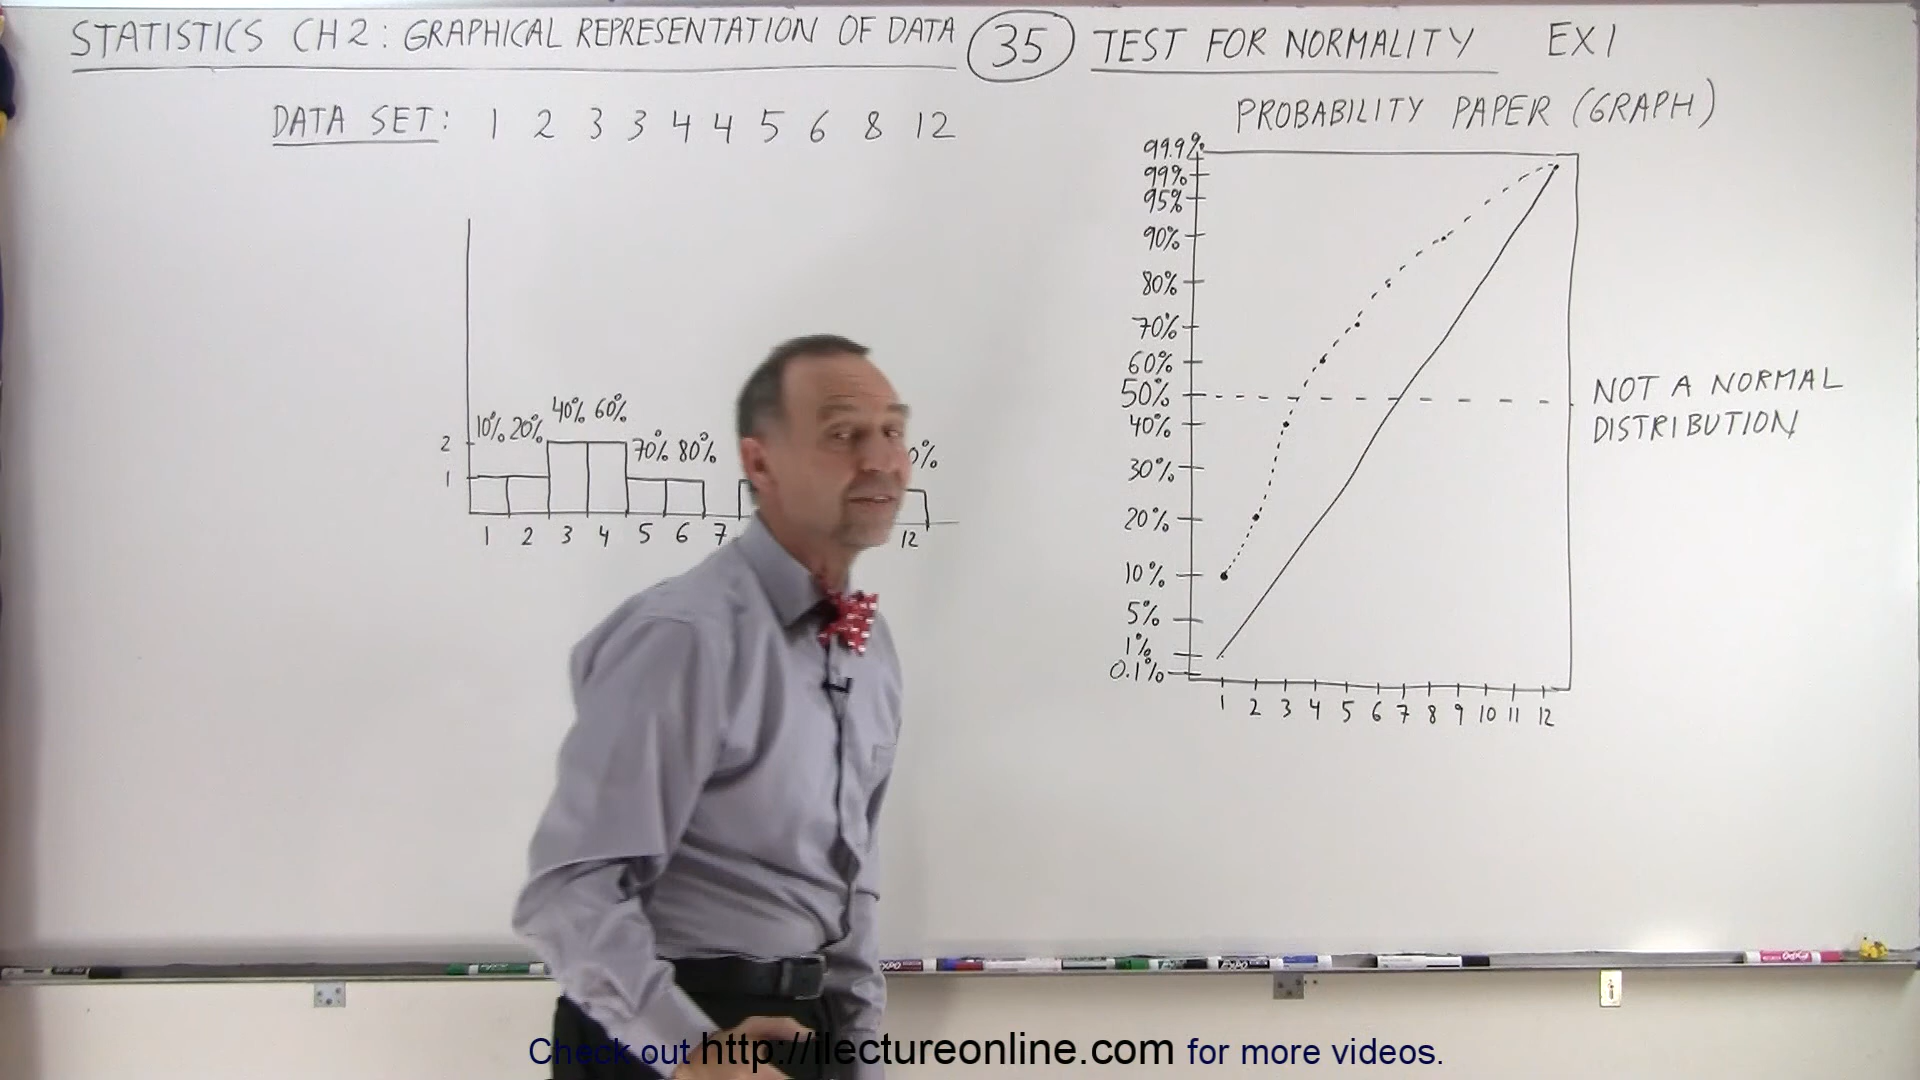 STATISTICS CH2: GRAPHICAL REPRESENTATION OF DATA 35 TEST FOR NORMALITY EX 1
DATA SET: 1 2 3 3 4 4 5 6 8 12
PROBABILITY PAPER (GRAPH)
99.9%
99%
95%
90%
80%
70%
60%
50%
40%
30%
20%
10%
5%
1%
0.1%
1 2 3 4 5 6 7 8 9 10 11 12
NOT A NORMAL
DISTRIBUTION
10% 20% 40% 60% 70% 80% 0%
2
1
1 2 3 4 5 6 7 12
Check out http://ilectureonline.com for more videos.